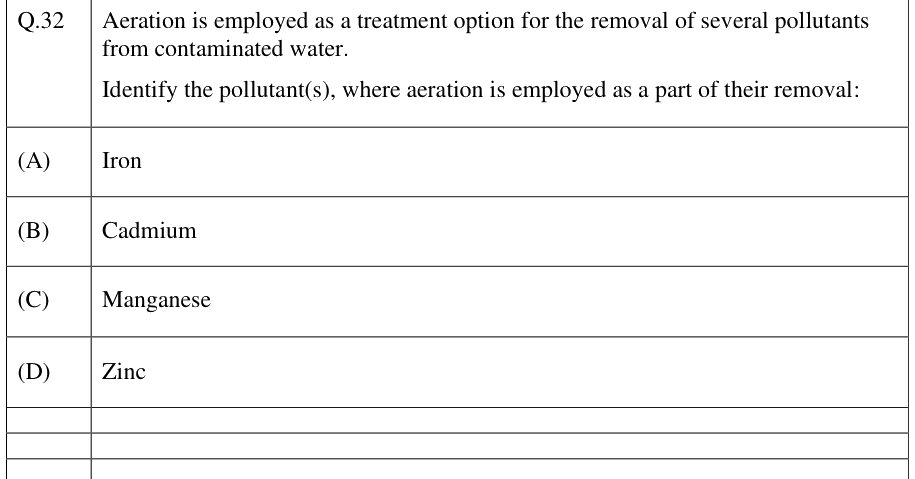 Q.32 Aeration is employed as a treatment option for the removal of several pollutants
from contaminated water.
Identify the pollutant(s), where aeration is employed as a part of their removal:
(A) Iron
(B) Cadmium
(C) Manganese
(D) Zinc